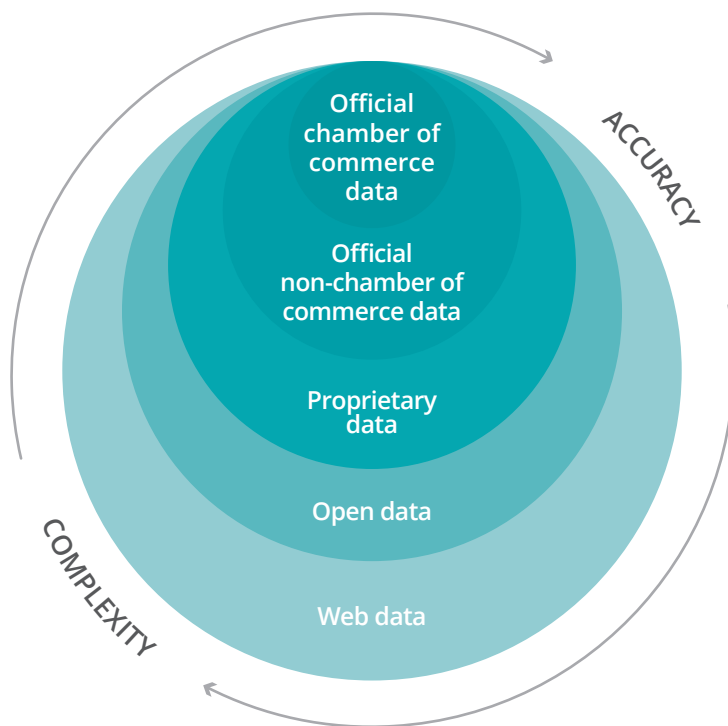 Official
chamber of
commerce
data
ACCURACY
Official
non-chamber of
commerce data
Proprietary
data
Open data
COMPLEXITY
Web data